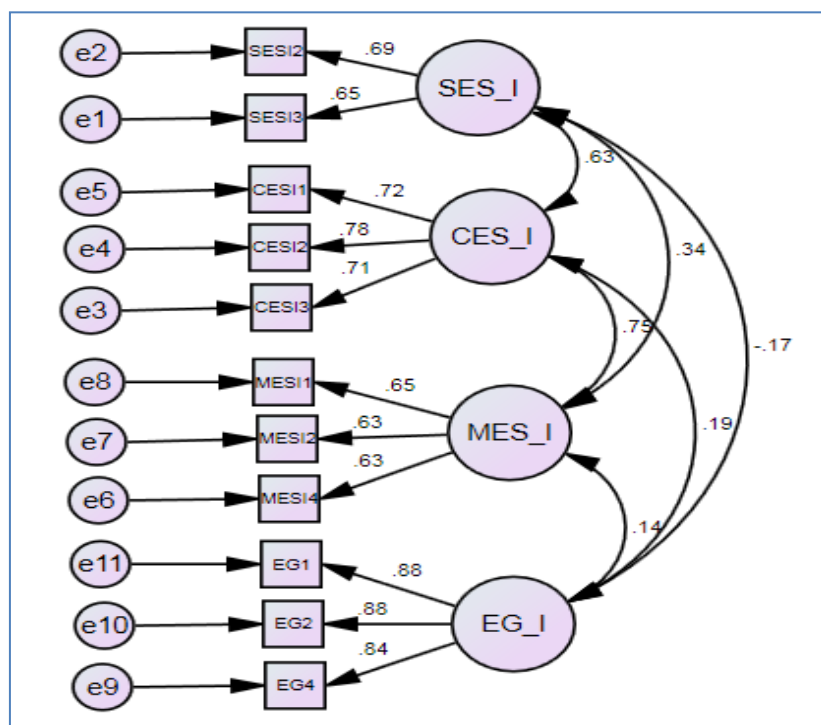 e2 SESI2 .69 SES_I
e1 SESI3 .65
.63
e5 CESI1 .72
e4 CESI2 .78 CES_I
.34
e3 CESI3 .71
.75 -.17
e8 MESI1 .65
.19
e7 MESI2 .63 MES_I
e6 MESI4 .63
.14
e11 EG1 .88
e10 EG2 .88 EG_I
e9 EG4 .84